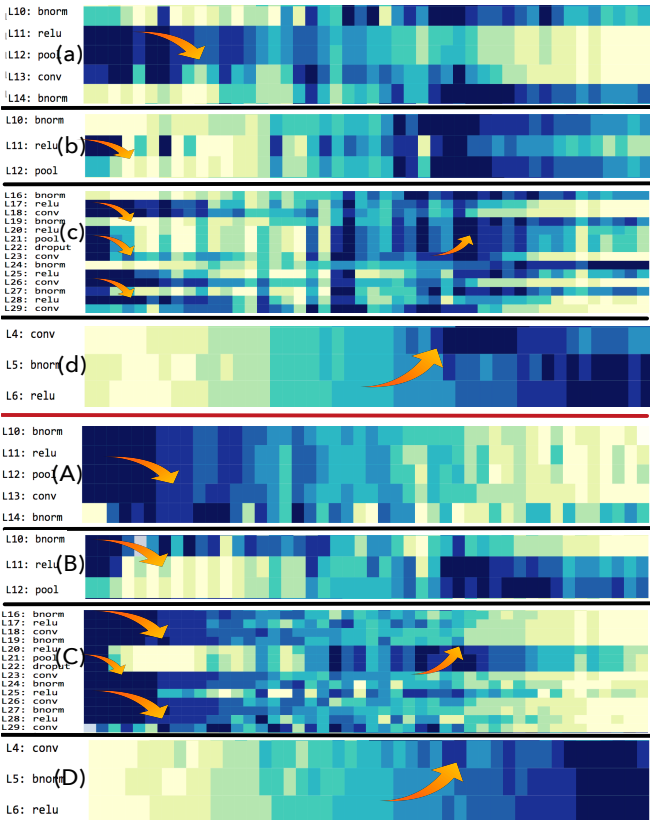 L10: bnorm
L11: relu
(a)
L12: pool
L13: conv
L14: bnorm
L10: bnorm
L11: relu
(b)
L12: pool
L16: bnorm
L17: relu
L18: conv
L19: bnorm
L20: relu
(c)
L21: pool
L22: droput
L23: conv
L24: bnorm
L25: relu
L26: conv
L27: bnorm
L28: relu
L29: conv
L4: conv
L5: bnorm
(d)
L6: relu
L10: bnorm
L11: relu
L12: pool
(A)
L13: conv
L14: bnorm
L10: bnorm
L11: relu
(B)
L12: pool
L16: bnorm
L17: relu
L18: conv
L19: bnorm
L20: relu
L21: pool
(C)
L22: droput
L23: conv
L24: bnorm
L25: relu
L26: conv
L27: bnorm
L28: relu
L29: conv
L4: conv
L5: bnorm
(D)
L6: relu